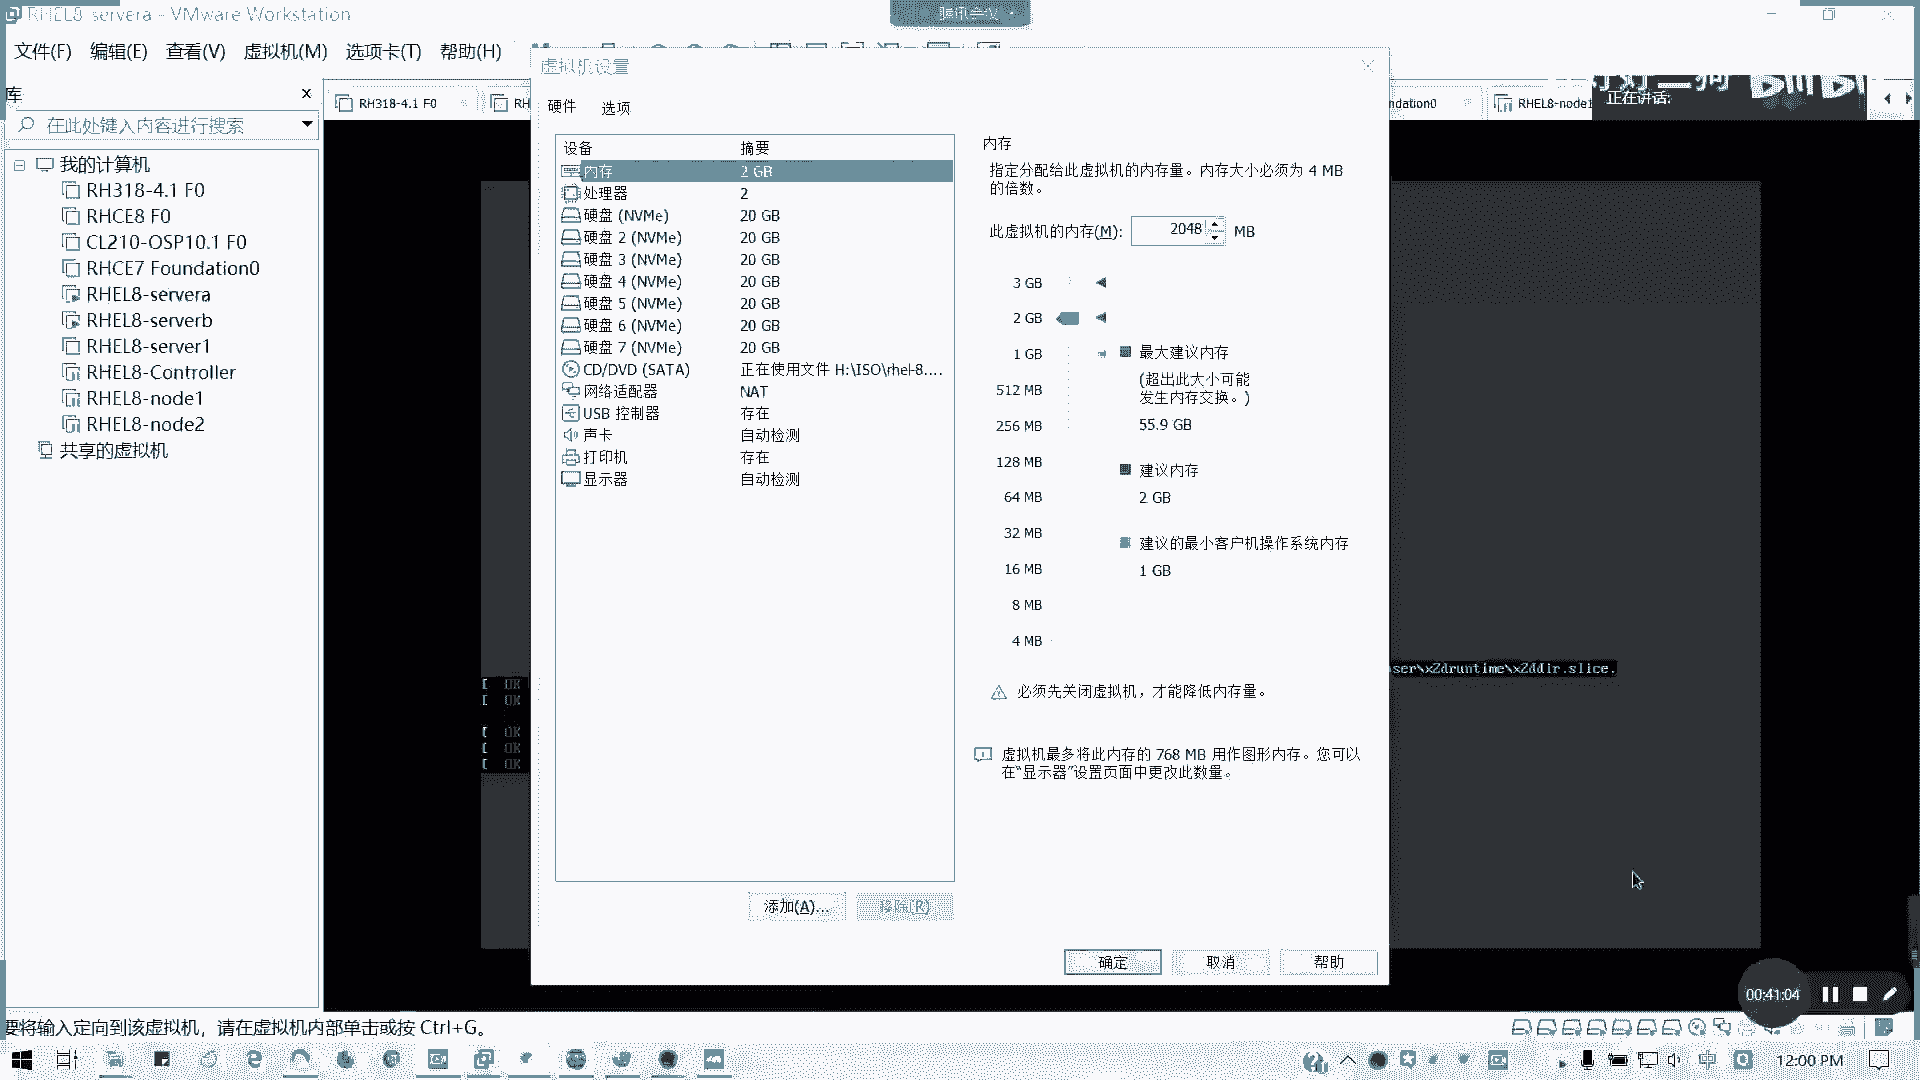 RHEL8-servera - VMware Workstation
腾讯会议
文件(F) 编辑(E) 查看(V) 虚拟机(M) 选项卡(T) 帮助(H)
库
在此处键入内容进行搜索
我的计算机
RH318-4.1 F0
RHCE8 F0
CL210-OSP10.1 F0
RHCE7 Foundation0
RHEL8-servera
RHEL8-serverb
RHEL8-server1
RHEL8-Controller
RHEL8-node1
RHEL8-node2
共享的虚拟机
RH318-4.1 F0
RH
dation0
RHEL8-node1
正在讲话:
虚拟机设置
硬件 选项
设备 摘要
内存 2 GB
处理器 2
硬盘 (NVMe) 20 GB
硬盘 2 (NVMe) 20 GB
硬盘 3 (NVMe) 20 GB
硬盘 4 (NVMe) 20 GB
硬盘 5 (NVMe) 20 GB
硬盘 6 (NVMe) 20 GB
硬盘 7 (NVMe) 20 GB
CD/DVD (SATA) 正在使用文件 H:\ISO\rhel-8....
网络适配器 NAT
USB 控制器 存在
声卡 自动检测
打印机 存在
显示器 自动检测
添加(A)... 移除(R)
内存
指定分配给此虚拟机的内存量。内存大小必须为 4 MB
的倍数。
此虚拟机的内存(M): 2048 MB
3 GB
2 GB
1 GB
512 MB
256 MB
128 MB
64 MB
32 MB
16 MB
8 MB
4 MB
最大建议内存
(超出此大小可能
发生内存交换。)
55.9 GB
建议内存
2 GB
建议的最小客户机操作系统内存
1 GB
必须先关闭虚拟机，才能降低内存量。
虚拟机最多将此内存的 768 MB 用作图形内存。您可以
在“显示器”设置页面中更改此数量。
确定 取消 帮助
[ OK
[ OK
[ OK
[ OK
[ OK
ser\x2druntime\x2ddir.slice.
00:41:04
要将输入定向到该虚拟机，请在虚拟机内部单击或按 Ctrl+G。
中
12:00 PM